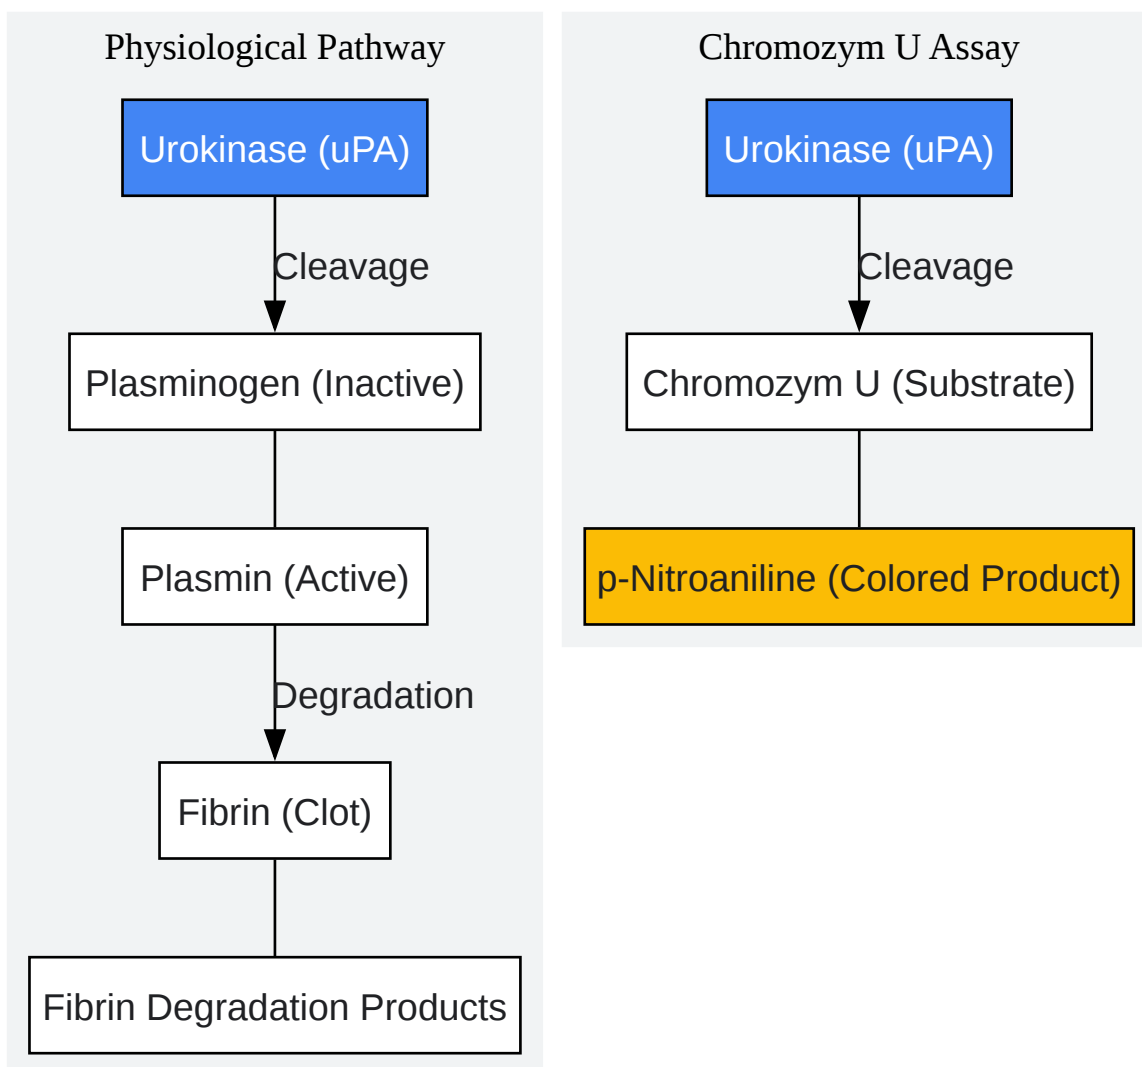 Physiological Pathway
Urokinase (uPA)
Cleavage
Plasminogen (Inactive)
Plasmin (Active)
Degradation
Fibrin (Clot)
Fibrin Degradation Products
Chromozym U Assay
Urokinase (uPA)
Cleavage
Chromozym U (Substrate)
p-Nitroaniline (Colored Product)